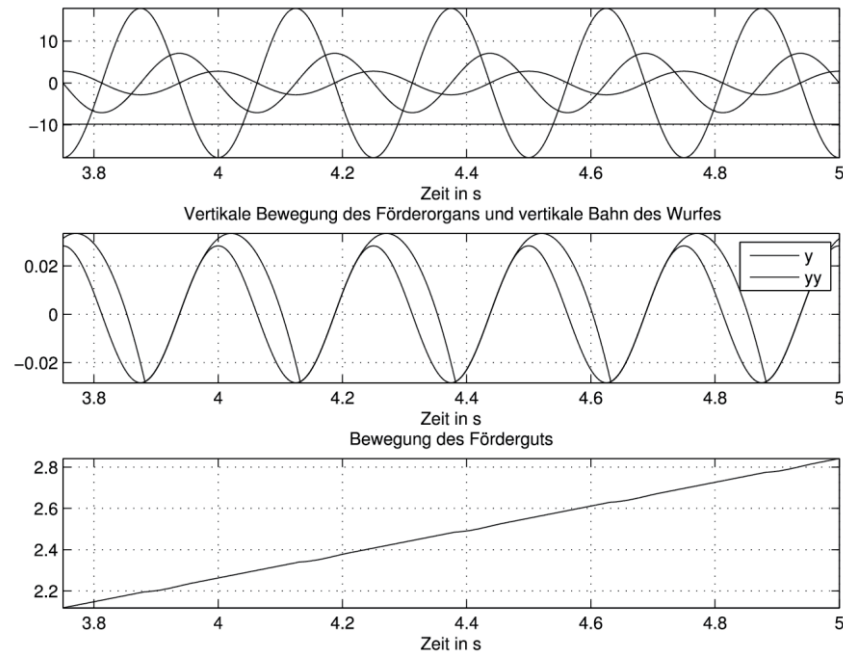 10
0
−10
3.8 4 4.2 4.4 4.6 4.8 5
Zeit in s
Vertikale Bewegung des Förderorgans und vertikale Bahn des Wurfes
0.02
0
−0.02
y
yy
3.8 4 4.2 4.4 4.6 4.8 5
Zeit in s
Bewegung des Förderguts
2.8
2.6
2.4
2.2
3.8 4 4.2 4.4 4.6 4.8 5
Zeit in s